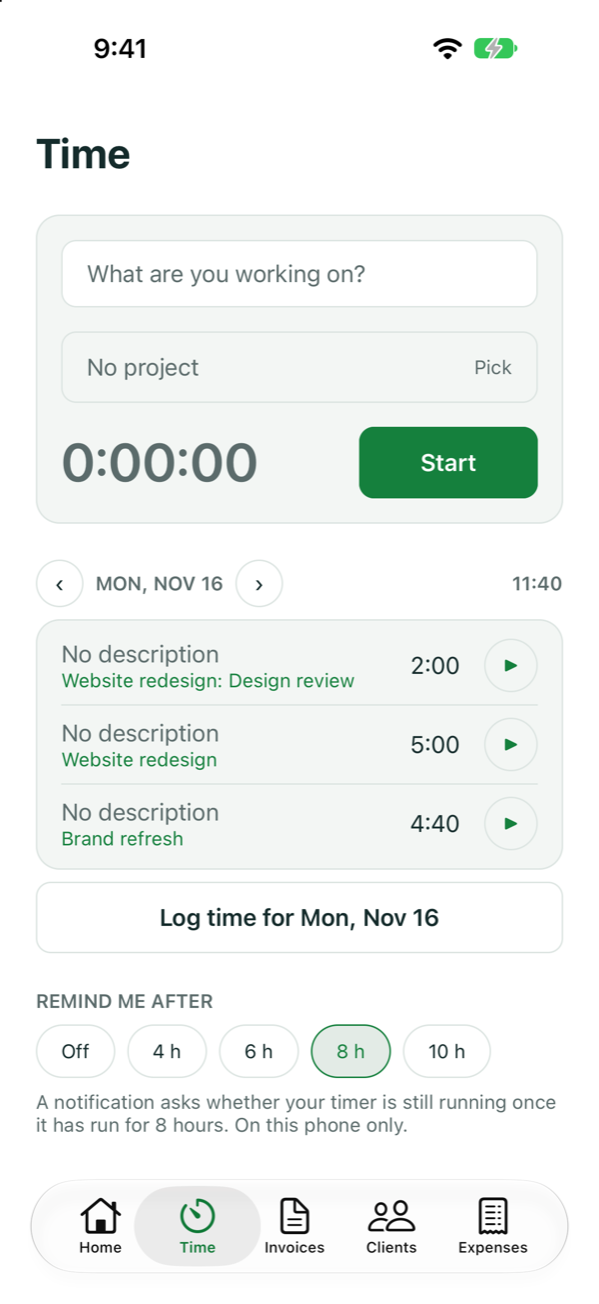 9:41
Time
What are you working on?
No project
Pick
0:00:00
Start
‹
MON, NOV 16
›
11:40
No description
Website redesign: Design review
2:00
No description
Website redesign
5:00
No description
Brand refresh
4:40
Log time for Mon, Nov 16
REMIND ME AFTER
Off
4 h
6 h
8 h
10 h
A notification asks whether your timer is still running once
it has run for 8 hours. On this phone only.
Home
Time
Invoices
Clients
Expenses